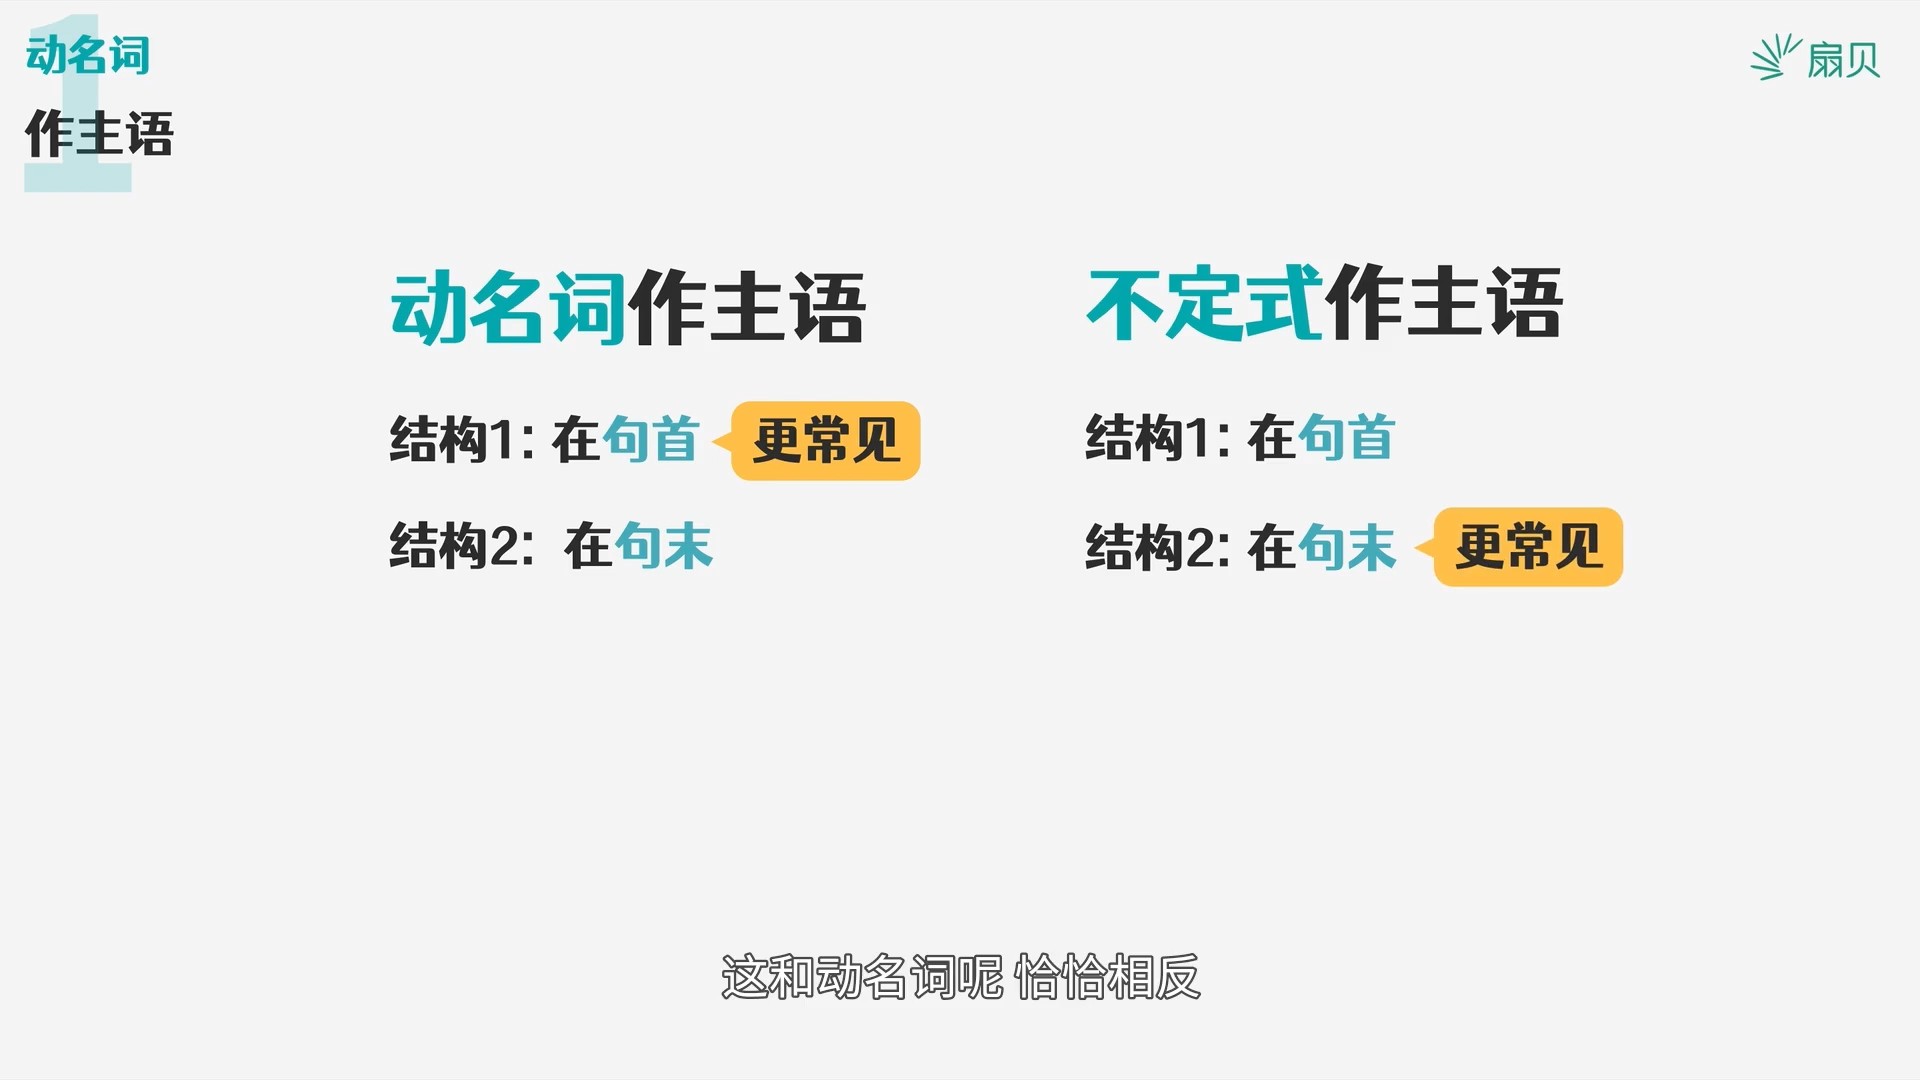 1
动名词
作主语
扇贝
动名词作主语
结构1: 在句首
更常见
结构2: 在句末
不定式作主语
结构1: 在句首
结构2: 在句末
更常见
这和动名词呢 恰恰相反